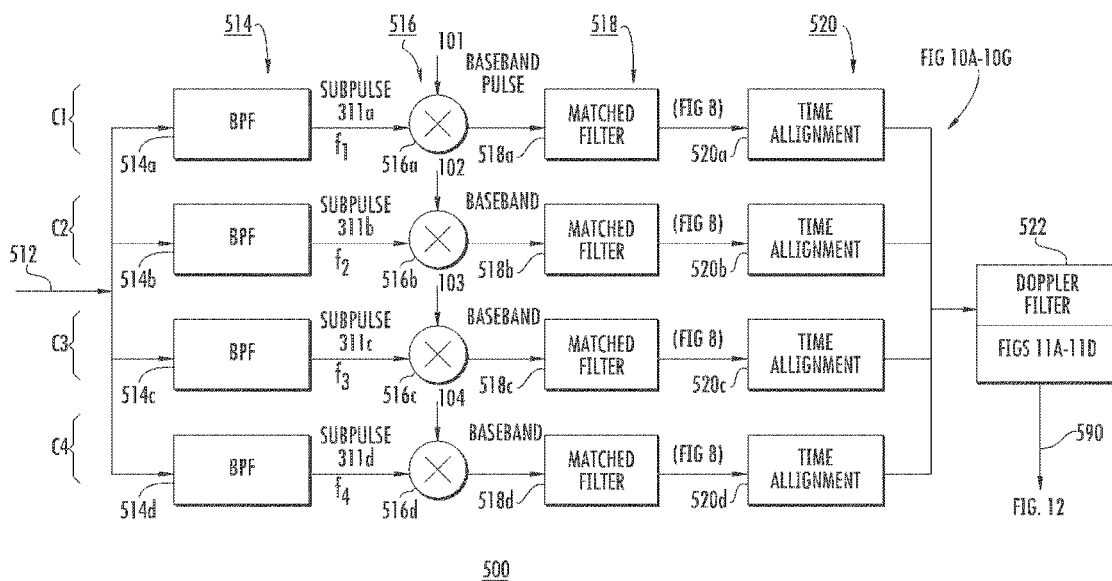 514
516
518
520
101
FIG 10A-10G
BASEBAND
PULSE
C1
BPF
SUBPULSE
311a
f1
MATCHED
FILTER
(FIG 8)
TIME
ALLIGNMENT
514a
516a
518a
520a
102
C2
BPF
SUBPULSE
311b
f2
BASEBAND
MATCHED
FILTER
(FIG 8)
TIME
ALLIGNMENT
512
514b
516b
518b
520b
522
103
DOPPLER
FILTER
FIGS 11A-11D
C3
BPF
SUBPULSE
311c
f3
BASEBAND
MATCHED
FILTER
(FIG 8)
TIME
ALLIGNMENT
514c
516c
518c
520c
104
C4
BPF
SUBPULSE
311d
f4
BASEBAND
MATCHED
FILTER
(FIG 8)
TIME
ALLIGNMENT
590
514d
516d
518d
520d
FIG. 12
500